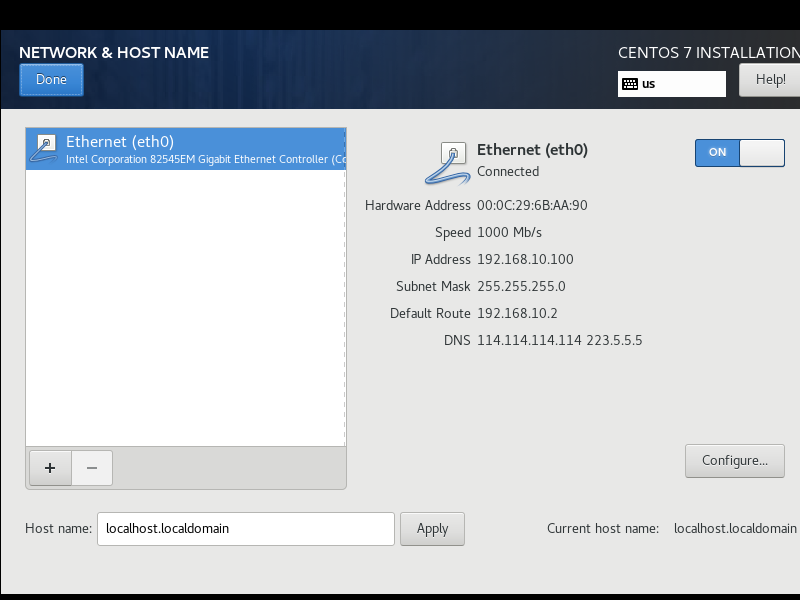 NETWORK & HOST NAME
CENTOS 7 INSTALLATION
Done
us
Help!
Ethernet (eth0)
Intel Corporation 82545EM Gigabit Ethernet Controller (Co
Ethernet (eth0)
Connected
ON
Hardware Address 00:0C:29:6B:AA:90
Speed 1000 Mb/s
IP Address 192.168.10.100
Subnet Mask 255.255.255.0
Default Route 192.168.10.2
DNS 114.114.114.114 223.5.5.5
+ −
Configure...
Host name: localhost.localdomain Apply Current host name: localhost.localdomain